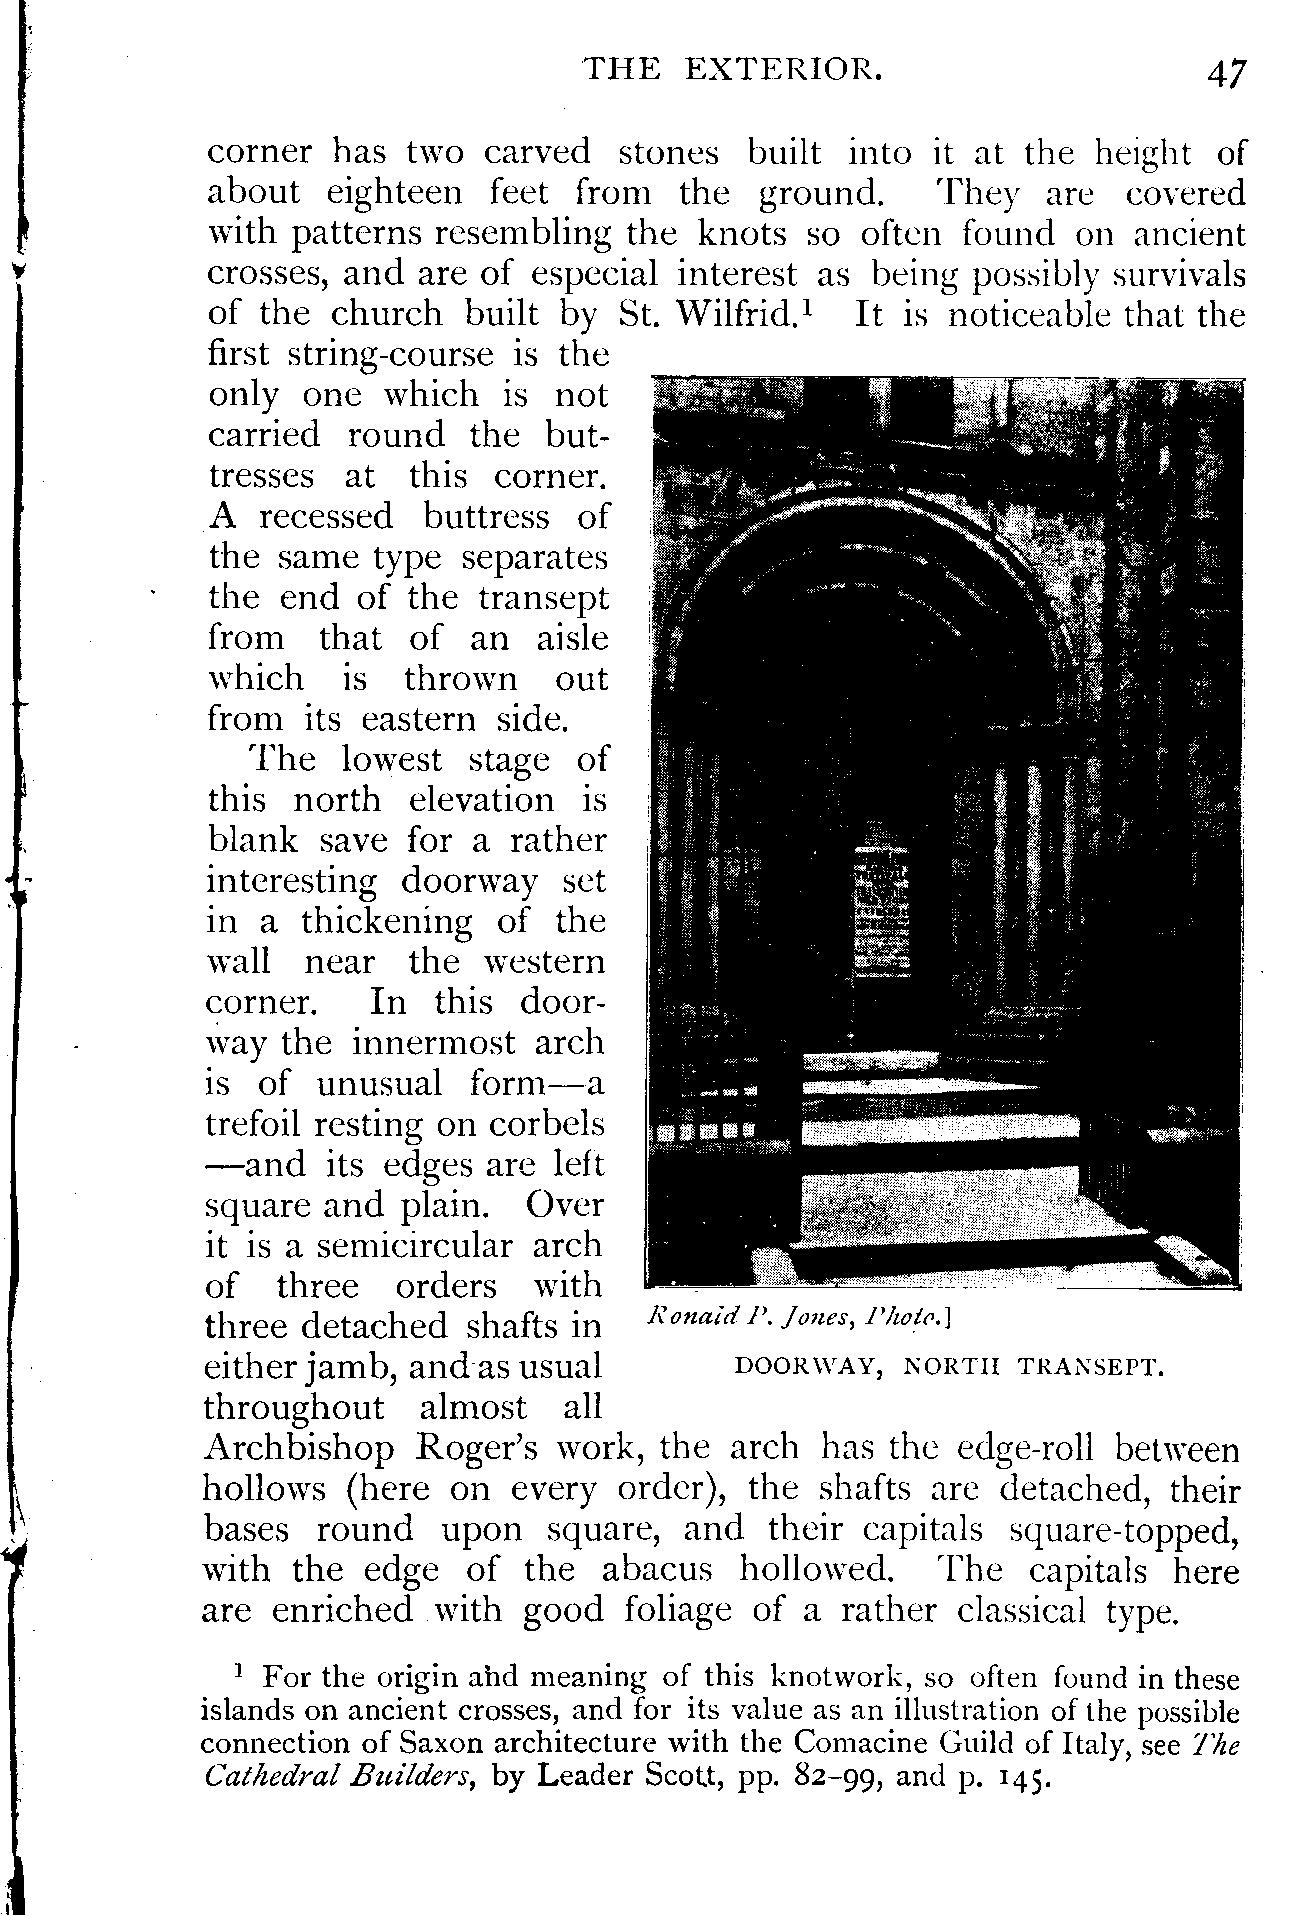 THE EXTERIOR. 47
corner has two carved stones built into it at the height of
about eighteen feet from the ground. They are covered
with patterns resembling the knots so often found on ancient
crosses, and are of especial interest as being possibly survivals
of the church built by St. Wilfrid.¹ It is noticeable that the
first string-course is the
only one which is not
carried round the but-
tresses at this corner.
A recessed buttress of
the same type separates
the end of the transept
from that of an aisle
which is thrown out
from its eastern side.
The lowest stage of
this north elevation is
blank save for a rather
interesting doorway set
in a thickening of the
wall near the western
corner. In this door-
way the innermost arch
is of unusual form—a
trefoil resting on corbels
—and its edges are left
square and plain. Over
it is a semicircular arch
of three orders with
three detached shafts in
either jamb, and as usual
throughout almost all
Ronald P. Jones, Photo.]
DOORWAY, NORTH TRANSEPT.
Archbishop Roger's work, the arch has the edge-roll between
hollows (here on every order), the shafts are detached, their
bases round upon square, and their capitals square-topped,
with the edge of the abacus hollowed. The capitals here
are enriched with good foliage of a rather classical type.
¹ For the origin and meaning of this knotwork, so often found in these
islands on ancient crosses, and for its value as an illustration of the possible
connection of Saxon architecture with the Comacine Guild of Italy, see The
Cathedral Builders, by Leader Scott, pp. 82–99, and p. 145.